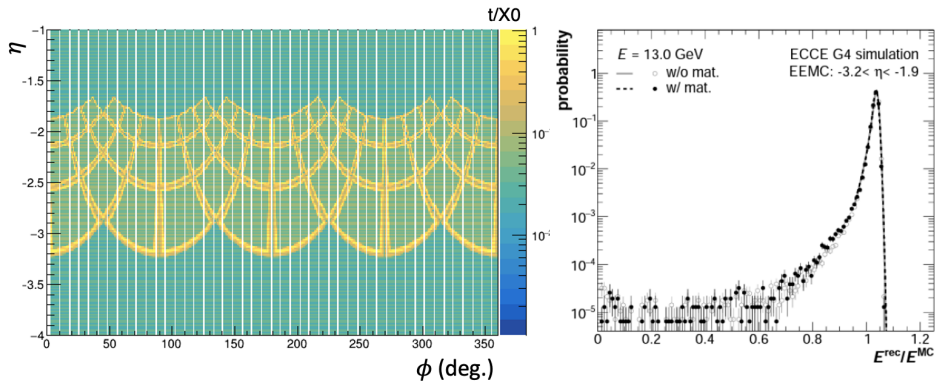 t/X0
η
−1
−1.5
−2
−2.5
−3
−3.5
−4
0 50 100 150 200 250 300 350
ϕ (deg.)
1
10⁻
10⁻
probability
1
10⁻¹
10⁻²
10⁻³
10⁻⁴
10⁻⁵
E = 13.0 GeV
w/o mat.
w/ mat.
ECCE G4 simulation
EEMC: -3.2< η< -1.9
0 0.2 0.4 0.6 0.8 1 1.2
E^rec/E^MC